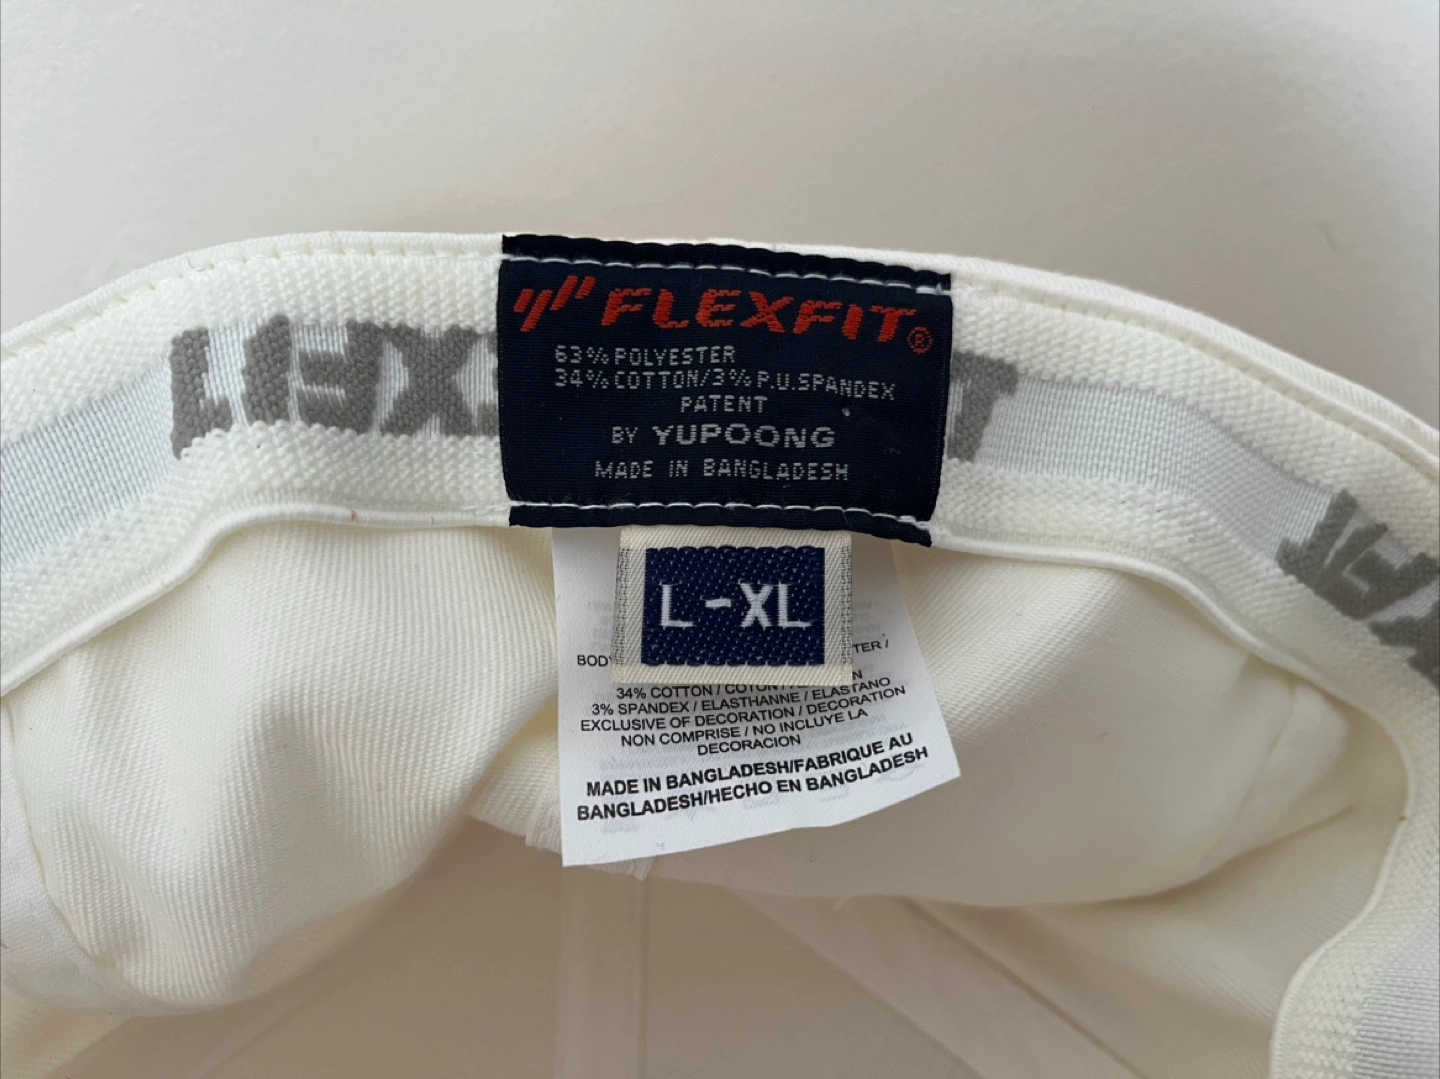 FLEXFIT®
63% POLYESTER
34% COTTON/3% P.U.SPANDEX
PATENT
BY YUPOONG
MADE IN BANGLADESH
L-XL
34% COTTON /
3% SPANDEX / ELASTHANNE / ELASTANO
EXCLUSIVE OF DECORATION / DECORATION
NON COMPRISE / NO INCLUYE LA
DECORACION
MADE IN BANGLADESH/FABRIQUE AU
BANGLADESH/HECHO EN BANGLADESH